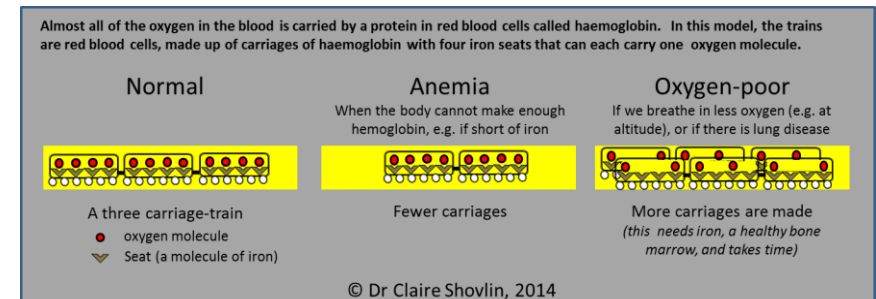 Almost all of the oxygen in the blood is carried by a protein in red blood cells called haemoglobin. In this model, the trains
are red blood cells, made up of carriages of haemoglobin with four iron seats that can each carry one oxygen molecule.
Normal
A three carriage-train
oxygen molecule
Seat (a molecule of iron)
Anemia
When the body cannot make enough
hemoglobin, e.g. if short of iron
Fewer carriages
Oxygen-poor
If we breathe in less oxygen (e.g. at
altitude), or if there is lung disease
More carriages are made
(this needs iron, a healthy bone
marrow, and takes time)
© Dr Claire Shovlin, 2014